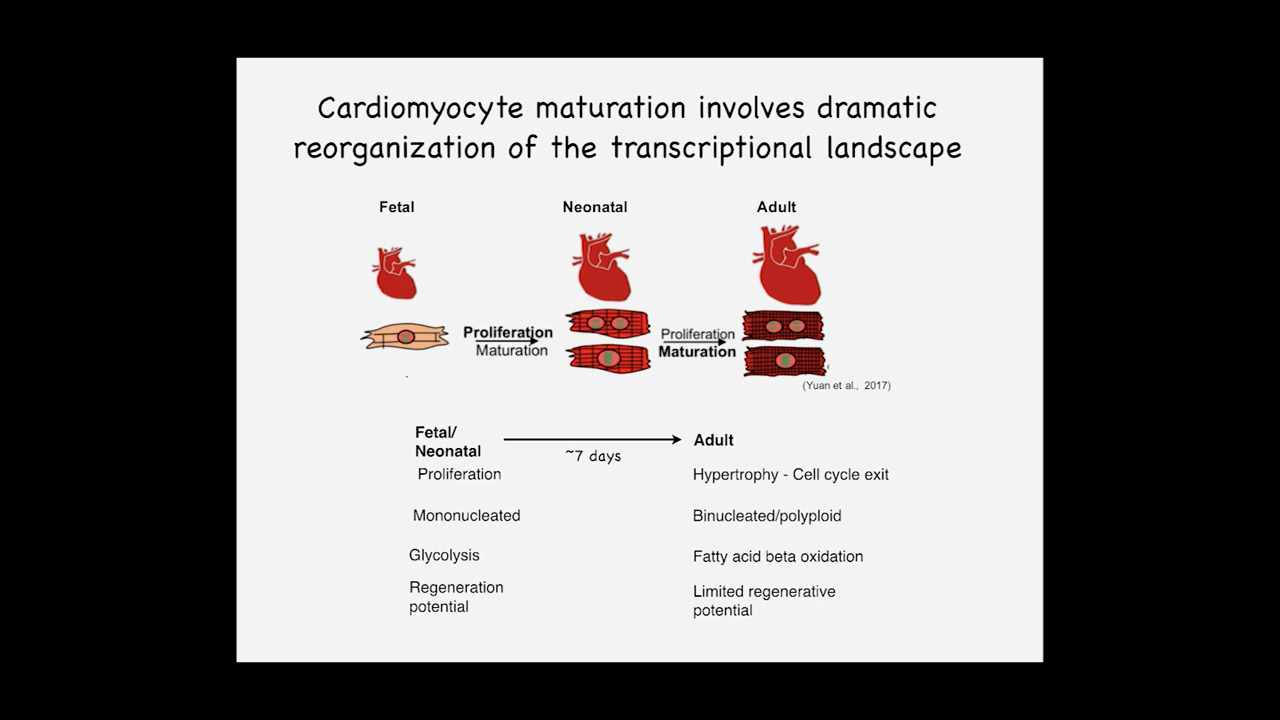 Cardiomyocyte maturation involves dramatic
reorganization of the transcriptional landscape
Fetal
Neonatal
Adult
Proliferation
Maturation
Proliferation
Maturation
(Yuan et al., 2017)
Fetal/
Neonatal
~7 days
Adult
Proliferation
Hypertrophy - Cell cycle exit
Mononucleated
Binucleated/polyploid
Glycolysis
Fatty acid beta oxidation
Regeneration
potential
Limited regenerative
potential